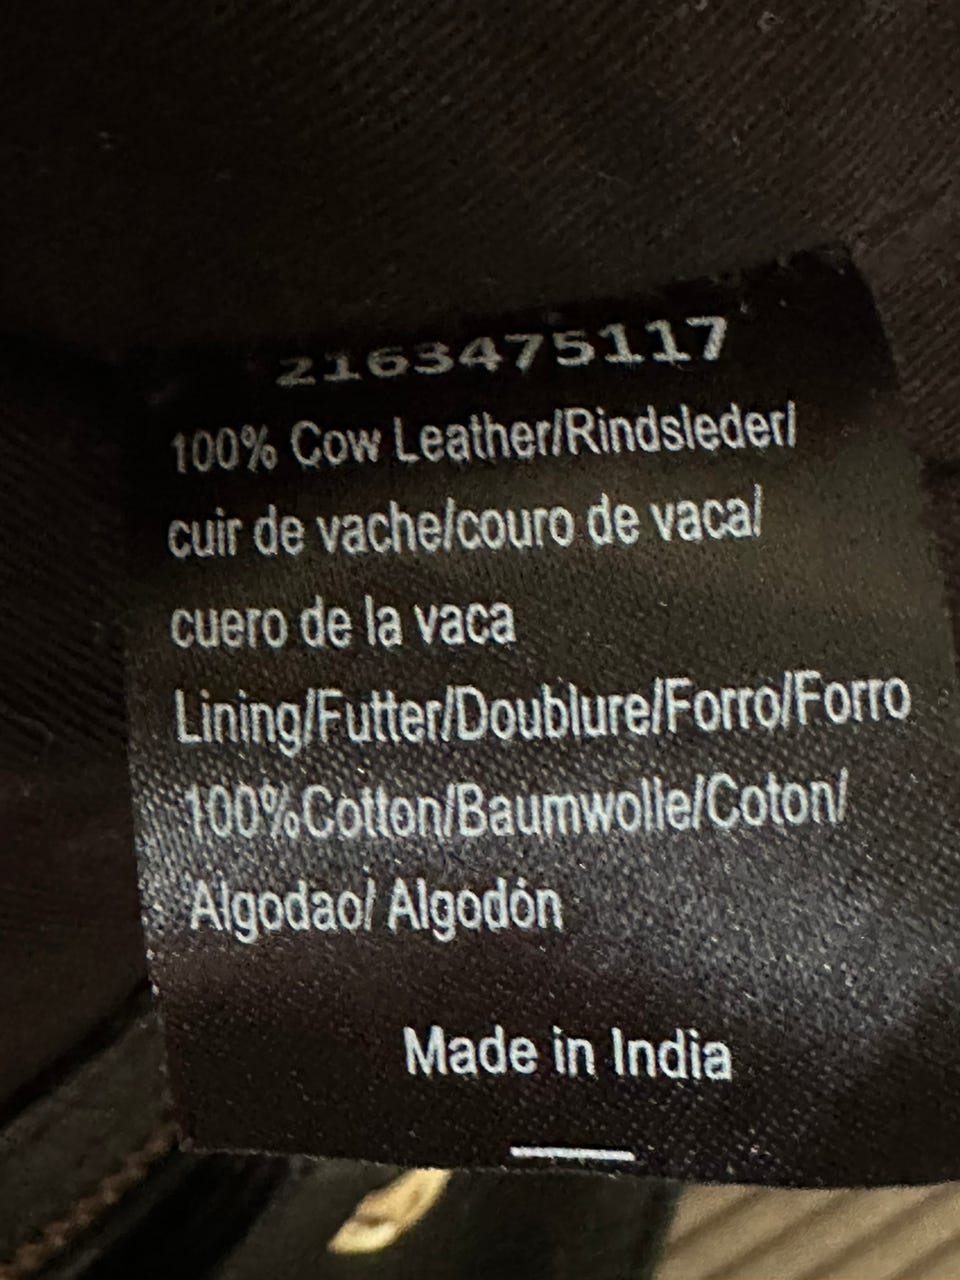 2163475117
100% Cow Leather/Rindsleder/
cuir de vache/couro de vaca/
cuero de la vaca
Lining/Futter/Doublure/Forro/Forro
100%Cotton/Baumwolle/Coton/
Algodao/ Algodón
Made in India